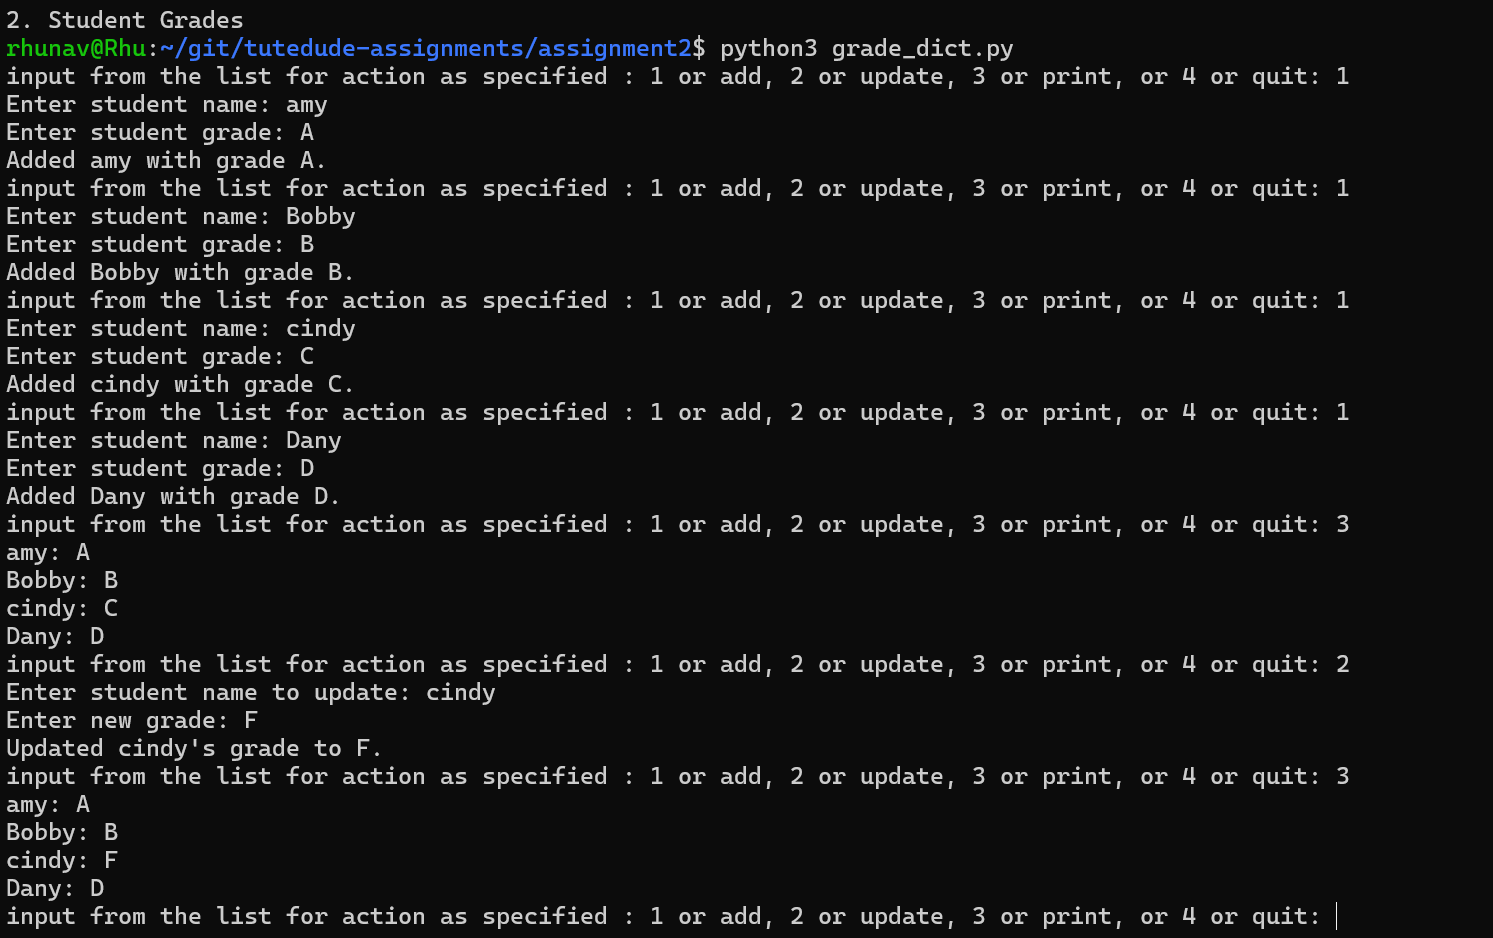 2. Student Grades
rhunav@Rhu:~/git/tutedude-assignments/assignment2$ python3 grade_dict.py
input from the list for action as specified : 1 or add, 2 or update, 3 or print, or 4 or quit: 1
Enter student name: amy
Enter student grade: A
Added amy with grade A.
input from the list for action as specified : 1 or add, 2 or update, 3 or print, or 4 or quit: 1
Enter student name: Bobby
Enter student grade: B
Added Bobby with grade B.
input from the list for action as specified : 1 or add, 2 or update, 3 or print, or 4 or quit: 1
Enter student name: cindy
Enter student grade: C
Added cindy with grade C.
input from the list for action as specified : 1 or add, 2 or update, 3 or print, or 4 or quit: 1
Enter student name: Dany
Enter student grade: D
Added Dany with grade D.
input from the list for action as specified : 1 or add, 2 or update, 3 or print, or 4 or quit: 3
amy: A
Bobby: B
cindy: C
Dany: D
input from the list for action as specified : 1 or add, 2 or update, 3 or print, or 4 or quit: 2
Enter student name to update: cindy
Enter new grade: F
Updated cindy's grade to F.
input from the list for action as specified : 1 or add, 2 or update, 3 or print, or 4 or quit: 3
amy: A
Bobby: B
cindy: F
Dany: D
input from the list for action as specified : 1 or add, 2 or update, 3 or print, or 4 or quit: